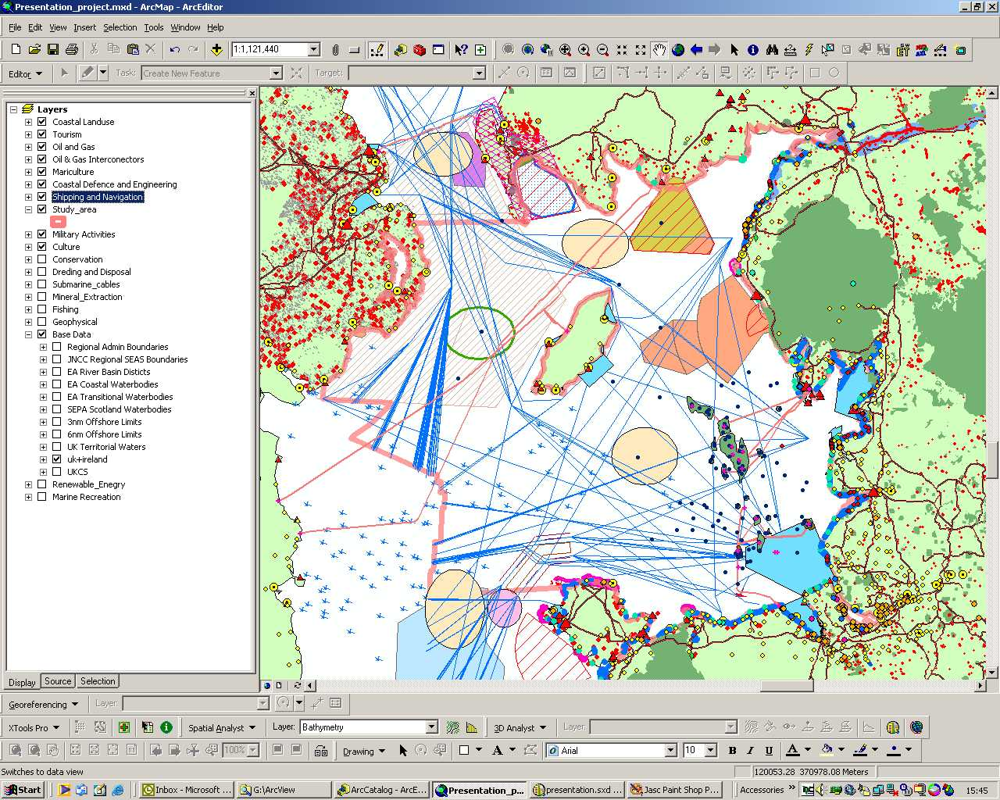 Presentation_project.mxd - ArcMap - ArcEditor
File Edit View Insert Selection Tools Window Help
1:1,121,440
Editor Task: Create New Feature Target:
Layers
Coastal Landuse
Tourism
Oil and Gas
Oil & Gas Interconnectors
Mariculture
Coastal Defence and Engineering
Shipping and Navigation
Study_area
Military Activities
Culture
Conservation
Dreding and Disposal
Submarine_cables
Mineral_Extraction
Fishing
Geophysical
Base Data
Regional Admin Boundaries
JNCC Regional SEAS Boundaries
EA River Basin Disticts
EA Coastal Waterbodies
EA Transitional Waterbodies
SEPA Scotland Waterbodies
3nm Offshore Limits
6nm Offshore Limits
UK Territorial Waters
uk+ireland
UKCS
Renewable_Enegry
Marine Recreation
Display Source Selection
Georeferencing Layer:
XTools Pro Spatial Analyst Layer: Bathymetry 3D Analyst Layer:
100% Drawing A Arial 10 B I U A
Switches to data view 120053.28 370978.08 Meters
Start Inbox - Microsoft ... G:\ArcView ArcCatalog - ArcE... Presentation_p... presentation.sxd ... Jasc Paint Shop P... Accessories 15:45